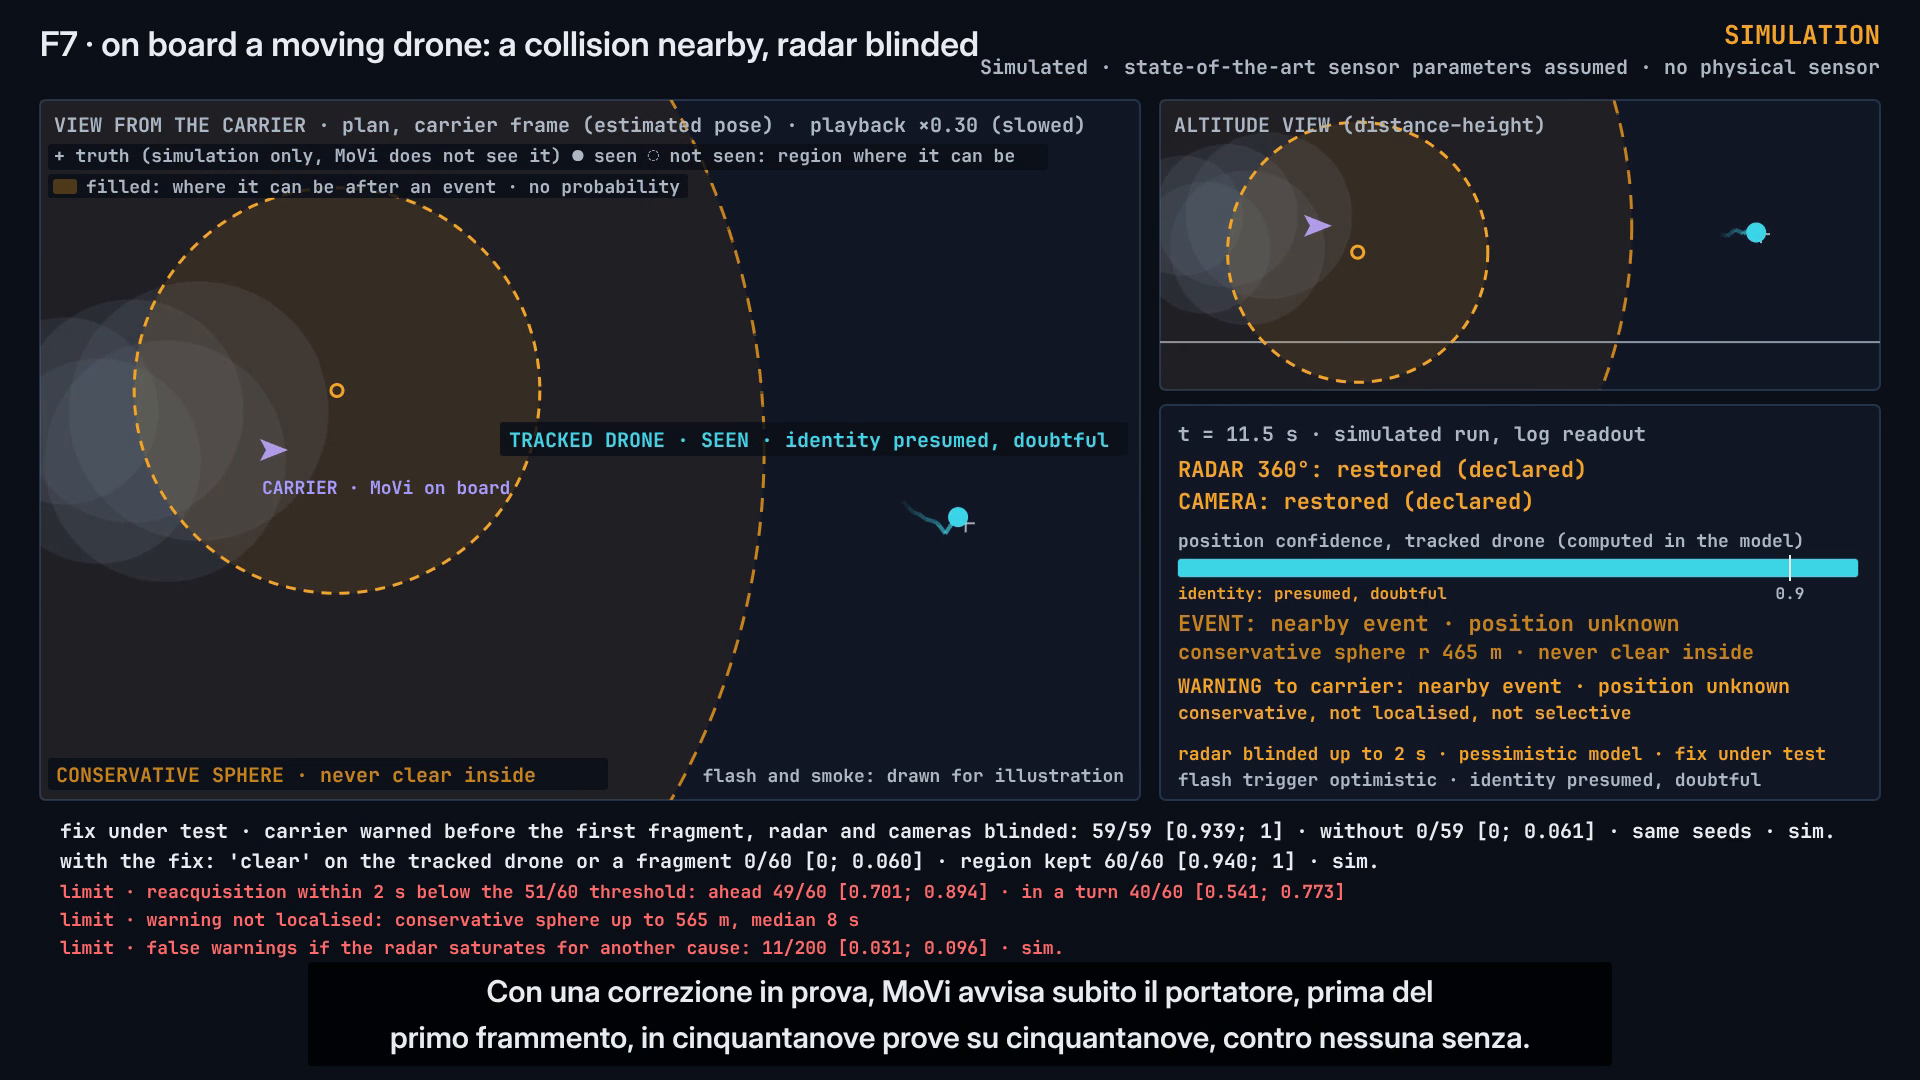 F7 · on board a moving drone: a collision nearby, radar blinded
SIMULATION
Simulated · state-of-the-art sensor parameters assumed · no physical sensor
VIEW FROM THE CARRIER · plan, carrier frame (estimated pose) · playback ×0.30 (slowed)
+ truth (simulation only, MoVi does not see it) ● seen ◌ not seen: region where it can be
filled: where it can be after an event · no probability
CARRIER · MoVi on board
TRACKED DRONE · SEEN · identity presumed, doubtful
CONSERVATIVE SPHERE · never clear inside
flash and smoke: drawn for illustration
ALTITUDE VIEW (distance-height)
t = 11.5 s · simulated run, log readout
RADAR 360°: restored (declared)
CAMERA: restored (declared)
position confidence, tracked drone (computed in the model)
identity: presumed, doubtful
0.9
EVENT: nearby event · position unknown
conservative sphere r 465 m · never clear inside
WARNING to carrier: nearby event · position unknown
conservative, not localised, not selective
radar blinded up to 2 s · pessimistic model · fix under test
flash trigger optimistic · identity presumed, doubtful
fix under test · carrier warned before the first fragment, radar and cameras blinded: 59/59 [0.939; 1] · without 0/59 [0; 0.061] · same seeds · sim.
with the fix: 'clear' on the tracked drone or a fragment 0/60 [0; 0.060] · region kept 60/60 [0.940; 1] · sim.
limit · reacquisition within 2 s below the 51/60 threshold: ahead 49/60 [0.701; 0.894] · in a turn 40/60 [0.541; 0.773]
limit · warning not localised: conservative sphere up to 565 m, median 8 s
limit · false warnings if the radar saturates for another cause: 11/200 [0.031; 0.096] · sim.
Con una correzione in prova, MoVi avvisa subito il portatore, prima del
primo frammento, in cinquantanove prove su cinquantanove, contro nessuna senza.